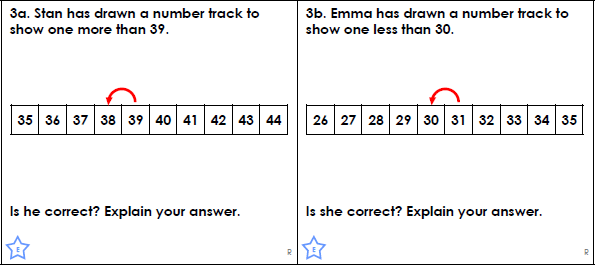 3a. Stan has drawn a number track to
show one more than 39.
35 36 37 38 39 40 41 42 43 44
Is he correct? Explain your answer.
E
R
3b. Emma has drawn a number track to
show one less than 30.
26 27 28 29 30 31 32 33 34 35
Is she correct? Explain your answer.
E
R